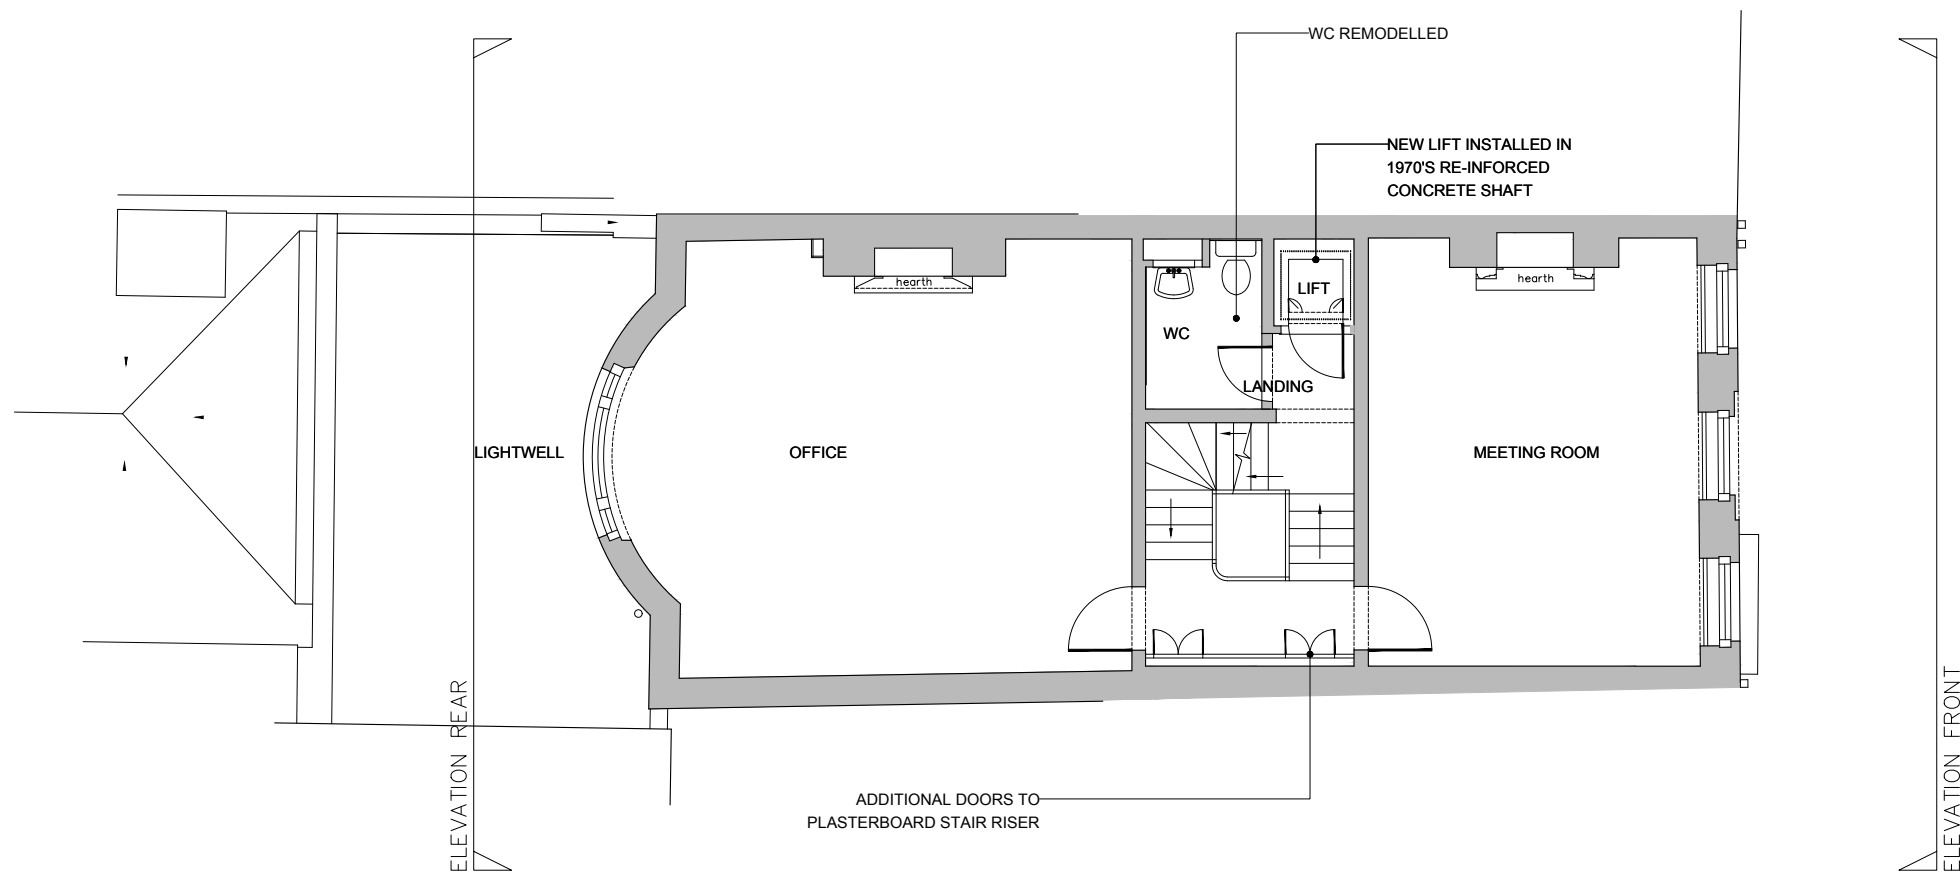 WC REMODELLED
NEW LIFT INSTALLED IN
1970'S RE-INFORCED
CONCRETE SHAFT
hearth
hearth
LIFT
WC
LANDING
LIGHTWELL
OFFICE
MEETING ROOM
ELEVATION REAR
ELEVATION FRONT
ADDITIONAL DOORS TO
PLASTERBOARD STAIR RISER